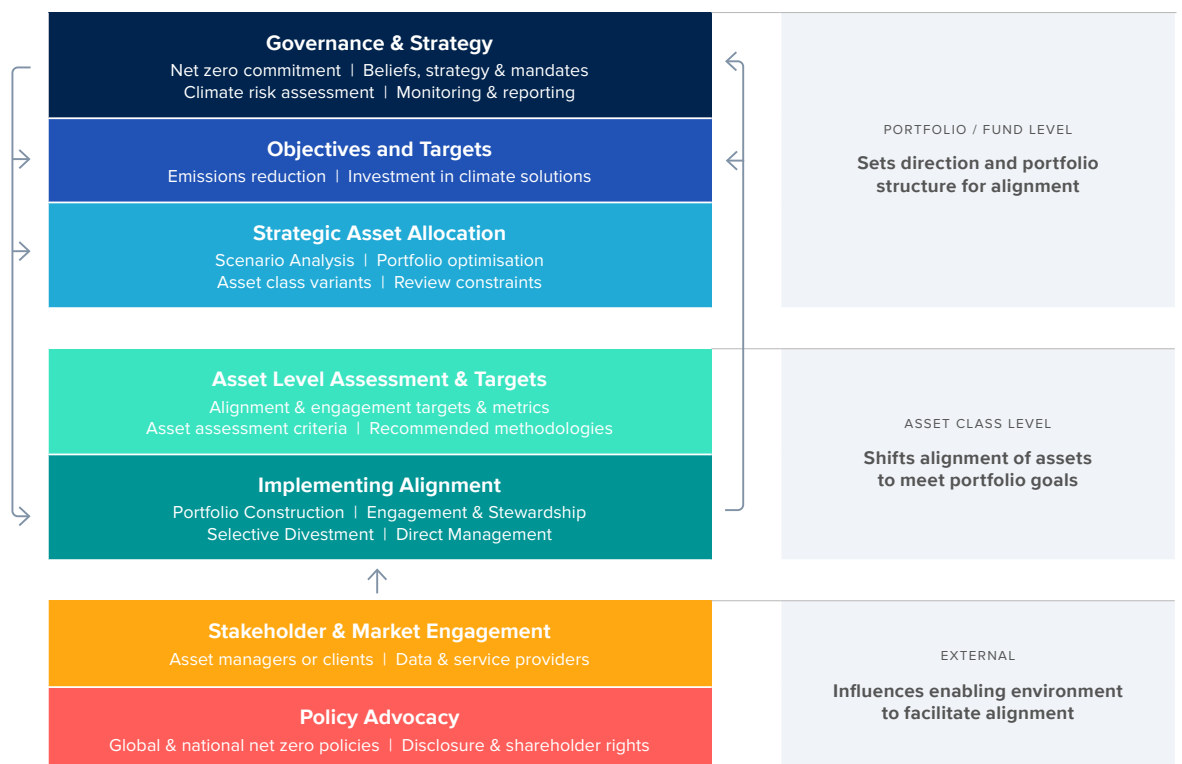 Governance & Strategy
Net zero commitment | Beliefs, strategy & mandates
Climate risk assessment | Monitoring & reporting
Objectives and Targets
Emissions reduction | Investment in climate solutions
Strategic Asset Allocation
Scenario Analysis | Portfolio optimisation
Asset class variants | Review constraints
PORTFOLIO / FUND LEVEL
Sets direction and portfolio
structure for alignment
Asset Level Assessment & Targets
Alignment & engagement targets & metrics
Asset assessment criteria | Recommended methodologies
Implementing Alignment
Portfolio Construction | Engagement & Stewardship
Selective Divestment | Direct Management
ASSET CLASS LEVEL
Shifts alignment of assets
to meet portfolio goals
Stakeholder & Market Engagement
Asset managers or clients | Data & service providers
Policy Advocacy
Global & national net zero policies | Disclosure & shareholder rights
EXTERNAL
Influences enabling environment
to facilitate alignment